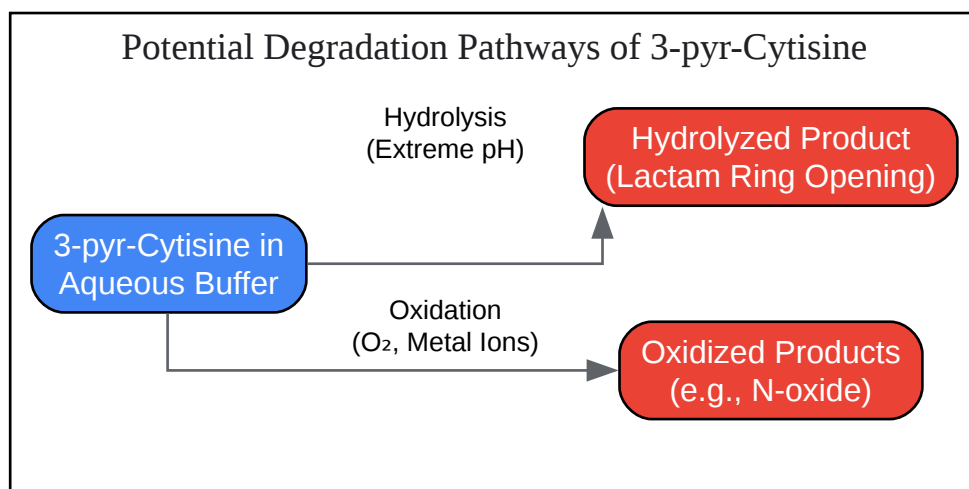 Potential Degradation Pathways of 3-pyr-Cytisine
Hydrolysis
(Extreme pH)
Hydrolyzed Product
(Lactam Ring Opening)
3-pyr-Cytisine in
Aqueous Buffer
Oxidation
(O₂, Metal Ions)
Oxidized Products
(e.g., N-oxide)